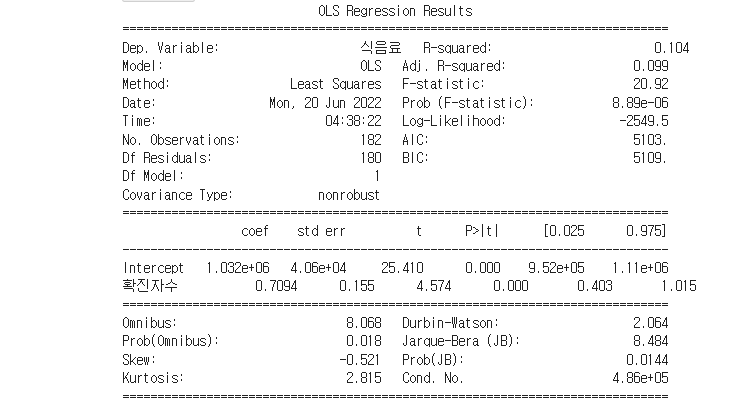 OLS Regression Results
==============================================================================
Dep. Variable: 식음료 R-squared: 0.104
Model: OLS Adj. R-squared: 0.099
Method: Least Squares F-statistic: 20.92
Date: Mon, 20 Jun 2022 Prob (F-statistic): 8.89e-06
Time: 04:38:22 Log-Likelihood: -2549.5
No. Observations: 182 AIC: 5103.
Df Residuals: 180 BIC: 5109.
Df Model: 1
Covariance Type: nonrobust
==============================================================================
coef std err t P>|t| [0.025 0.975]
------------------------------------------------------------------------------
Intercept 1.032e+06 4.06e+04 25.410 0.000 9.52e+05 1.11e+06
확진자수 0.7094 0.155 4.574 0.000 0.403 1.015
==============================================================================
Omnibus: 8.068 Durbin-Watson: 2.064
Prob(Omnibus): 0.018 Jarque-Bera (JB): 8.484
Skew: -0.521 Prob(JB): 0.0144
Kurtosis: 2.815 Cond. No. 4.86e+05
==============================================================================